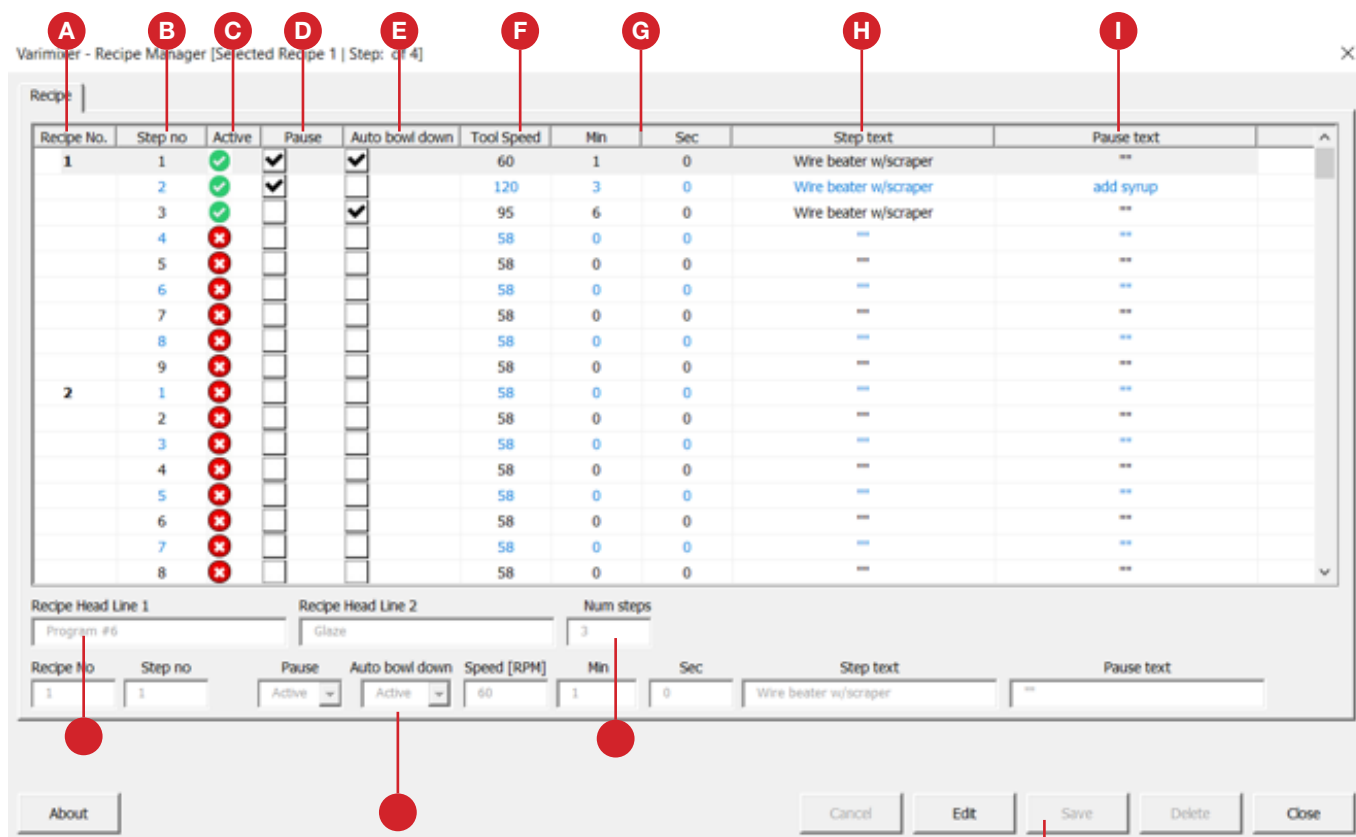 A B C D E F G H I
Varimixer - Recipe Manager [Selected Recipe 1 | Step: of 4]
Recipe
Recipe No. Step no Active Pause Auto bowl down Tool Speed Min Sec Step text Pause text
1 1 60 1 0 Wire beater w/scraper ""
2 120 3 0 Wire beater w/scraper add syrup
3 95 6 0 Wire beater w/scraper ""
4 58 0 0 "" ""
5 58 0 0 "" ""
6 58 0 0 "" ""
7 58 0 0 "" ""
8 58 0 0 "" ""
9 58 0 0 "" ""
2 1 58 0 0 "" ""
2 58 0 0 "" ""
3 58 0 0 "" ""
4 58 0 0 "" ""
5 58 0 0 "" ""
6 58 0 0 "" ""
7 58 0 0 "" ""
8 58 0 0 "" ""
Recipe Head Line 1 Recipe Head Line 2 Num steps
Program #6 Glaze 3
Recipe No Step no Pause Auto bowl down Speed [RPM] Min Sec Step text Pause text
1 1 Active Active 60 1 0 Wire beater w/scraper ""
About Cancel Edit Save Delete Close